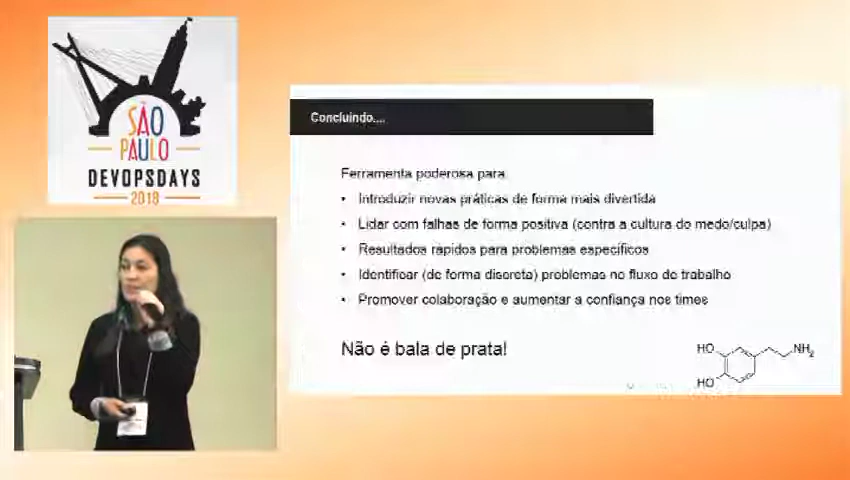 SÃO
PAULO
DEVOPSDAYS
2018
Concluindo....
Ferramenta poderosa para
Introduzir novas práticas de forma mais divertida
Lidar com falhas de forma positiva (contra a cultura do medo/culpa)
Resultados rápidos para problemas específicos
Identificar (de forma discreta) problemas no fluxo de trabalho
Promover colaboração e aumentar a confiança nos times
Não é bala de prata!
HO
NH2
HO